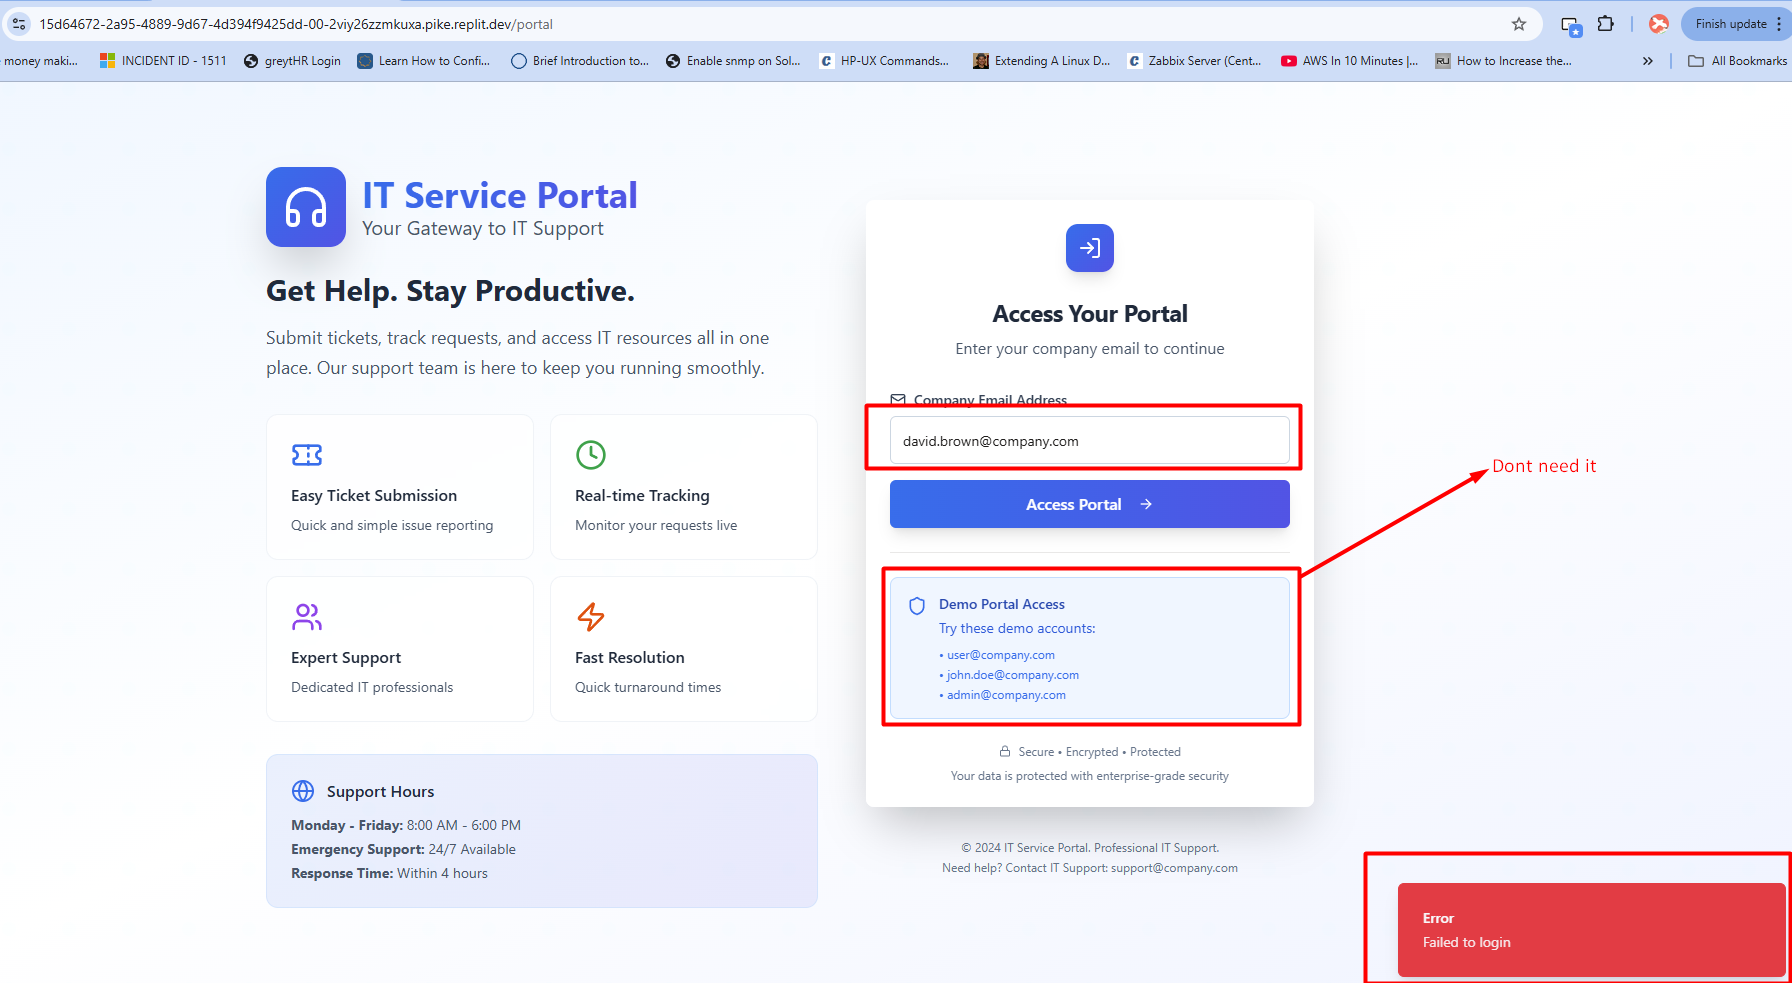 15d64672-2a95-4889-9d67-4d394f9425dd-00-2viy26zzmkuxa.pike.replit.dev/portal
Finish update
money maki...
INCIDENT ID - 1511
greytHR Login
Learn How to Confi...
Brief Introduction to...
Enable snmp on Sol...
HP-UX Commands...
Extending A Linux D...
Zabbix Server (Cent...
AWS In 10 Minutes |...
How to Increase the...
»
All Bookmarks
IT Service Portal
Your Gateway to IT Support
Get Help. Stay Productive.
Submit tickets, track requests, and access IT resources all in one
place. Our support team is here to keep you running smoothly.
Easy Ticket Submission
Quick and simple issue reporting
Real-time Tracking
Monitor your requests live
Expert Support
Dedicated IT professionals
Fast Resolution
Quick turnaround times
Support Hours
Monday - Friday: 8:00 AM - 6:00 PM
Emergency Support: 24/7 Available
Response Time: Within 4 hours
Access Your Portal
Enter your company email to continue
Company Email Address
david.brown@company.com
Access Portal →
Dont need it
Demo Portal Access
Try these demo accounts:
• user@company.com
• john.doe@company.com
• admin@company.com
Secure • Encrypted • Protected
Your data is protected with enterprise-grade security
© 2024 IT Service Portal. Professional IT Support.
Need help? Contact IT Support: support@company.com
Error
Failed to login